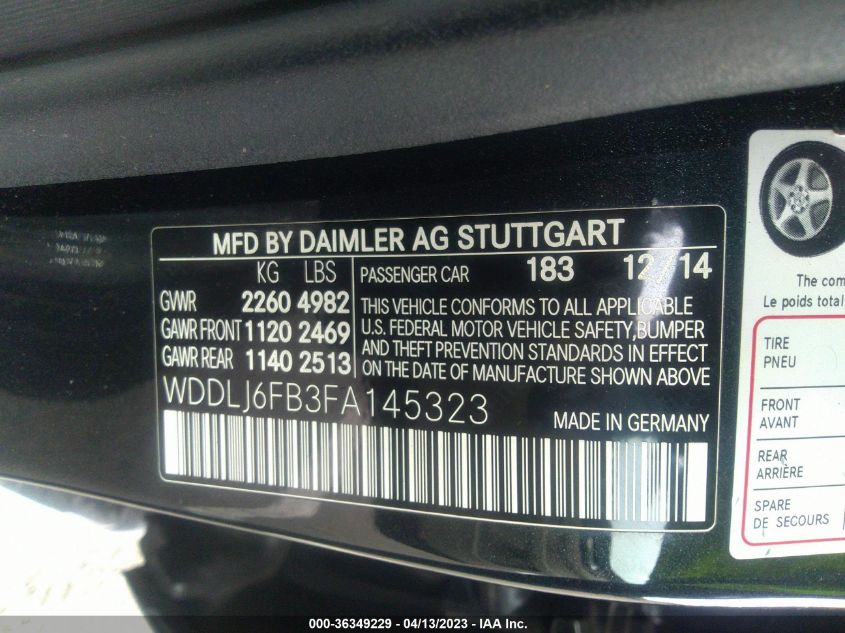 MFD BY DAIMLER AG STUTTGART
KG LBS
GVWR 2260 4982
GAWR FRONT 1120 2469
GAWR REAR 1140 2513
PASSENGER CAR 183 12/14
THIS VEHICLE CONFORMS TO ALL APPLICABLE
U.S. FEDERAL MOTOR VEHICLE SAFETY,BUMPER
AND THEFT PREVENTION STANDARDS IN EFFECT
ON THE DATE OF MANUFACTURE SHOWN ABOVE
WDDLJ6FB3FA145323
MADE IN GERMANY
The com
Le poids total
TIRE
PNEU
FRONT
AVANT
REAR
ARRIÈRE
SPARE
DE SECOURS
000-36349229 - 04/13/2023 - IAA Inc.